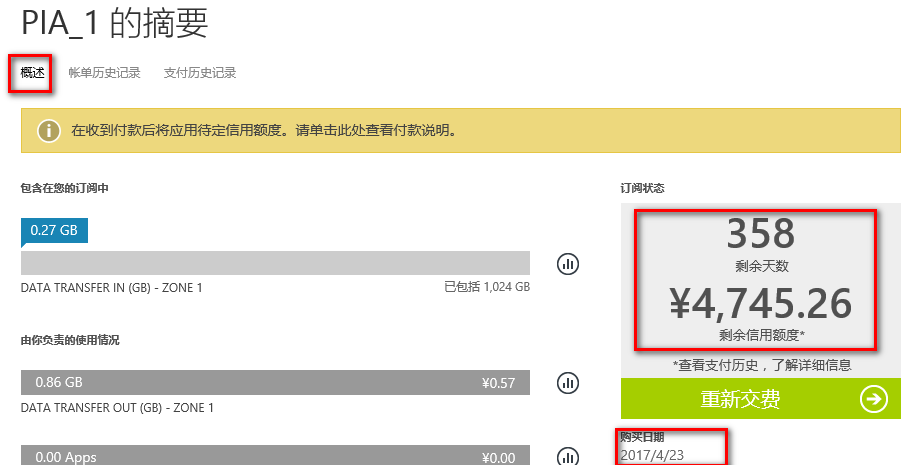 PIA_1 的摘要
概述 帐单历史记录 支付历史记录
在收到付款后将应用待定信用额度。请单击此处查看付款说明。
包含在您的订阅中
0.27 GB
DATA TRANSFER IN (GB) - ZONE 1 已包括 1,024 GB
由你负责的使用情况
0.86 GB ¥0.57
DATA TRANSFER OUT (GB) - ZONE 1
0.00 Apps ¥0.00
订阅状态
358
剩余天数
¥4,745.26
剩余信用额度*
*查看支付历史，了解详细信息
重新交费
购买日期
2017/4/23